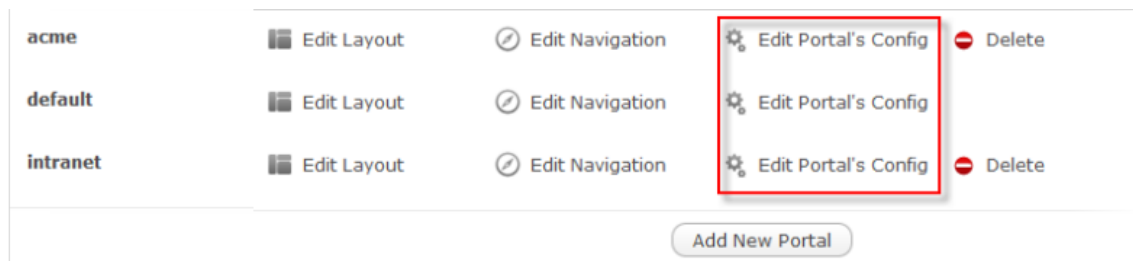 acme Edit Layout Edit Navigation Edit Portal's Config Delete
default Edit Layout Edit Navigation Edit Portal's Config
intranet Edit Layout Edit Navigation Edit Portal's Config Delete
Add New Portal